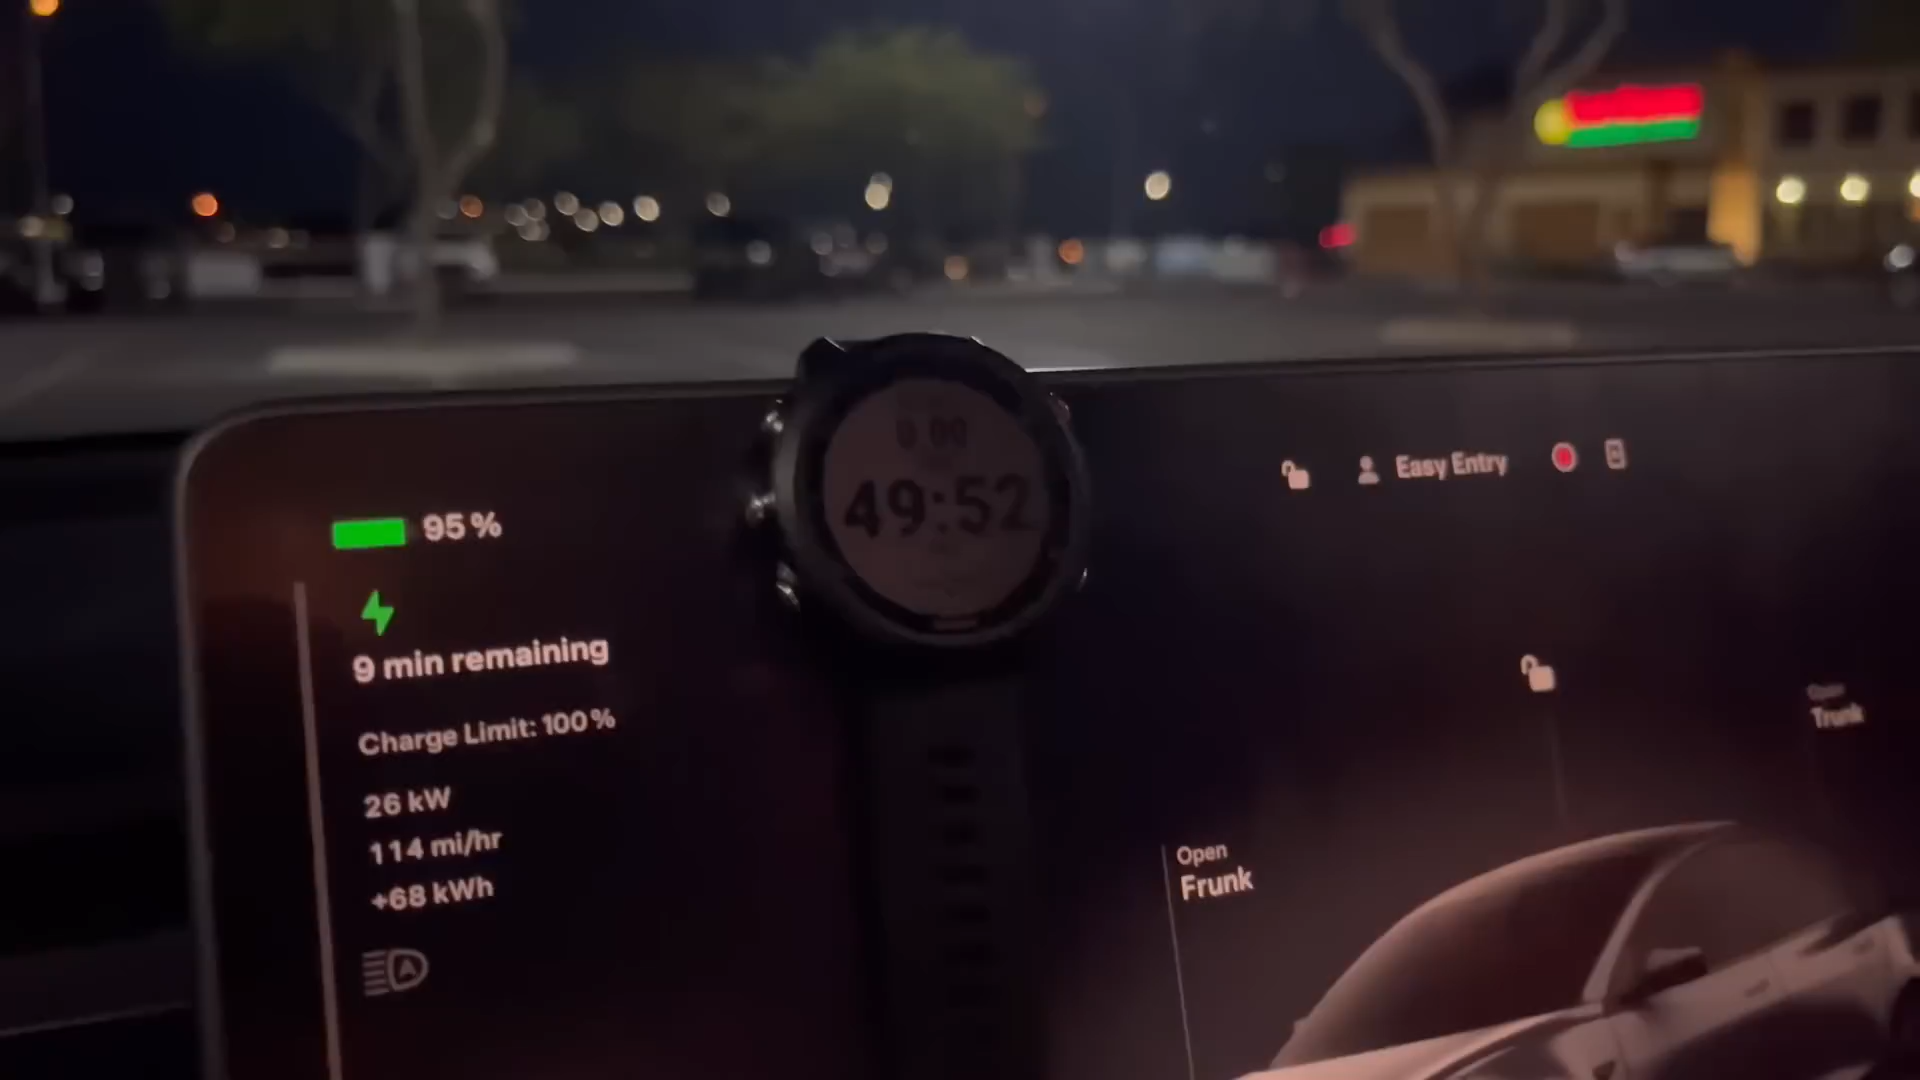 95%
9 min remaining
Charge Limit: 100%
26 kW
114 mi/hr
+68 kWh
49:52
Easy Entry
Open
Frunk
Open
Trunk